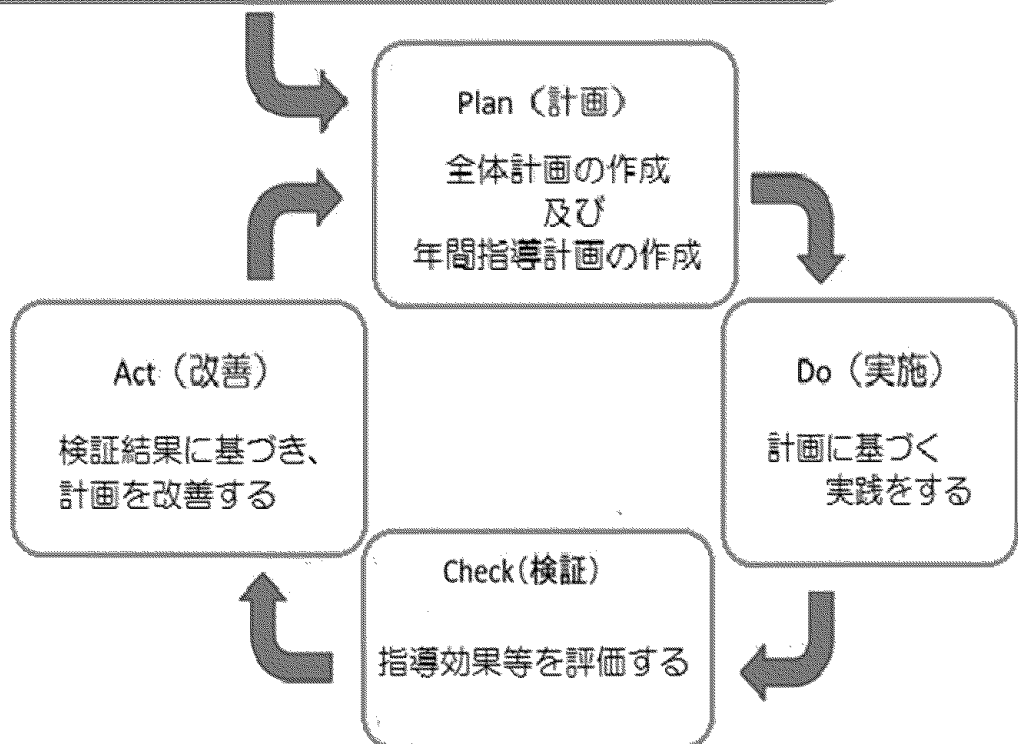 Plan（計画）
全体計画の作成
及び
年間指導計画の作成
Act（改善）
検証結果に基づき、
計画を改善する
Do（実施）
計画に基づく
実践をする
Check(検証)
指導効果等を評価する